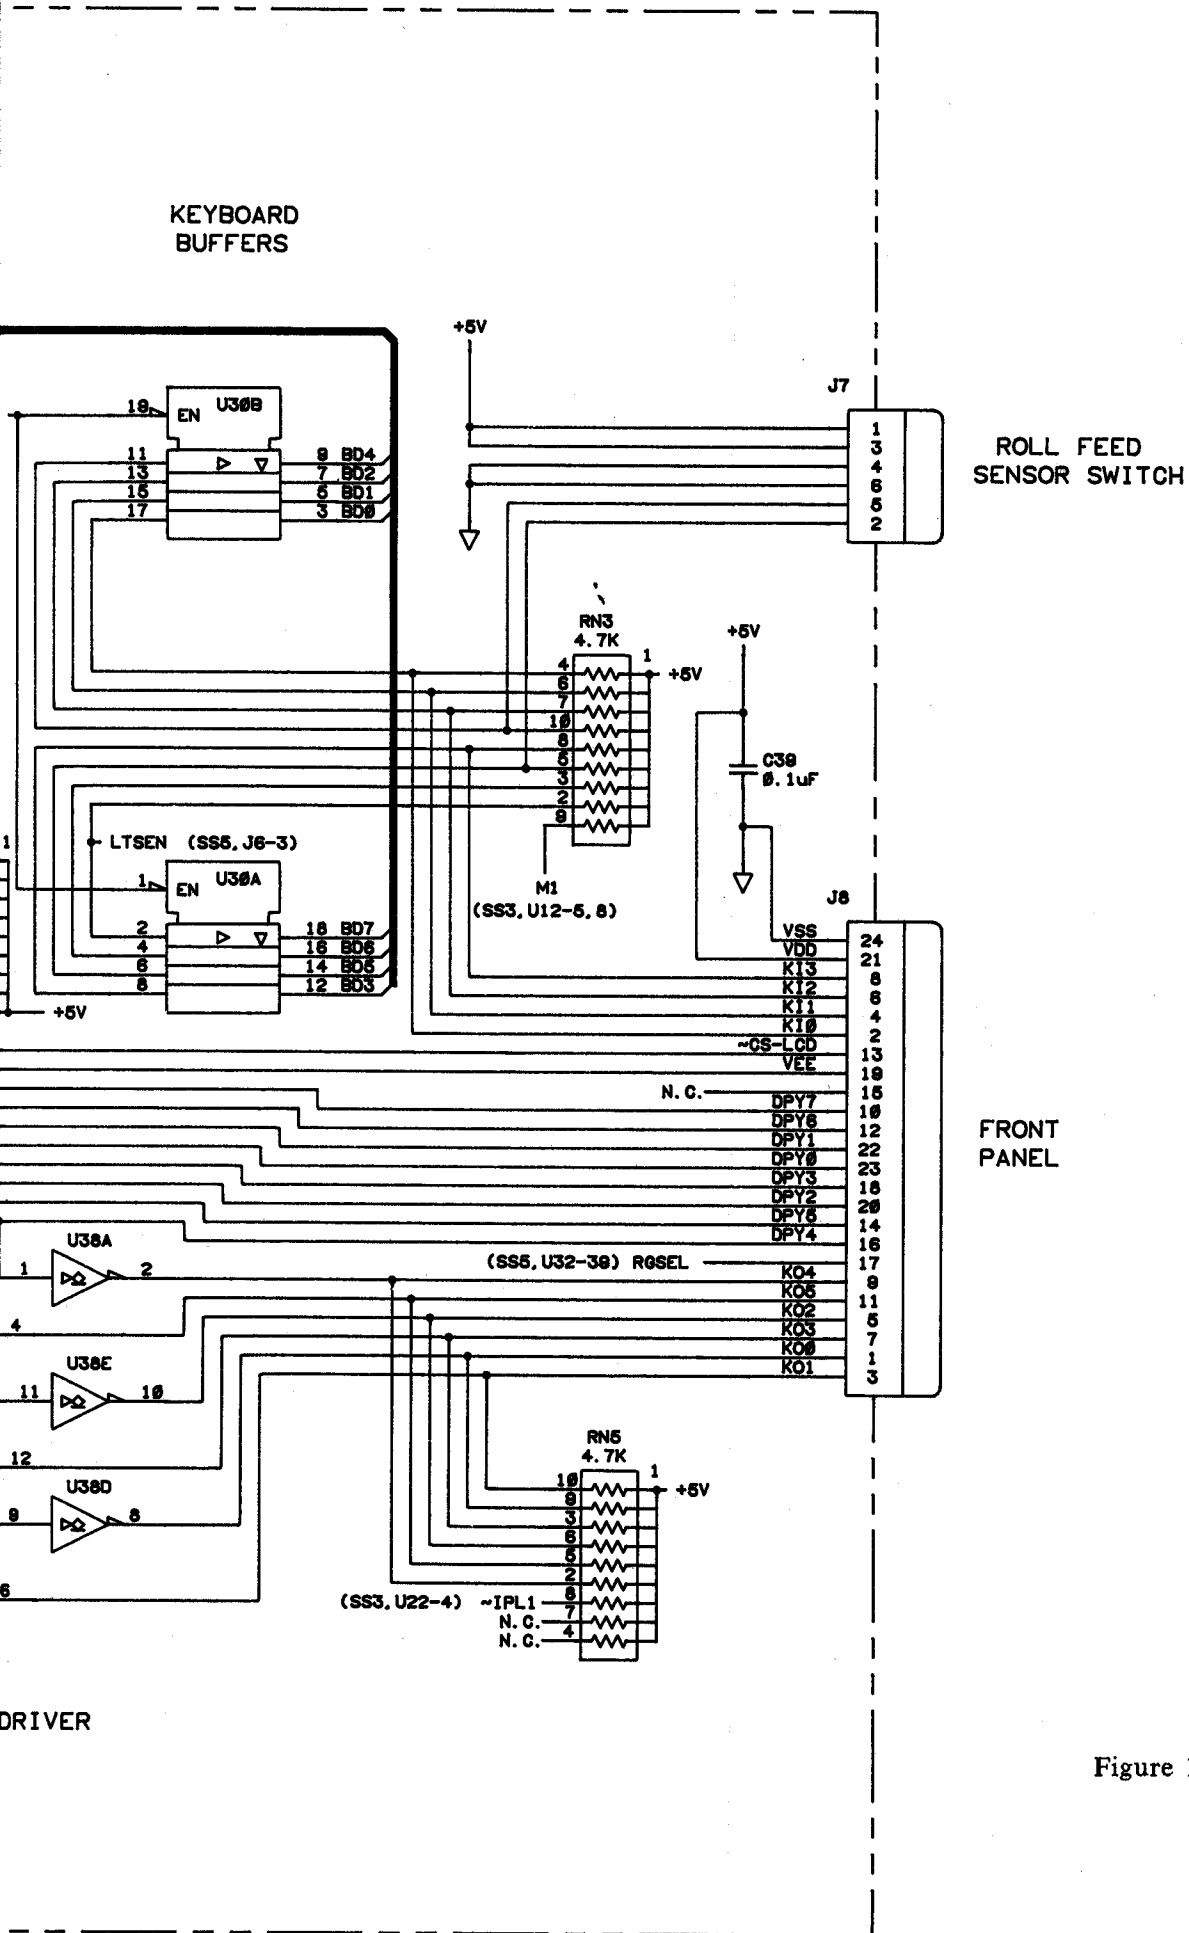 KEYBOARD
BUFFERS
+5V
J7
19
EN
U30B
1
3
4
6
5
2
ROLL FEED
SENSOR SWITCH
11
13
15
17
9 BD4
7 BD2
5 BD1
3 BD0
RN3
4.7K
1
+5V
4
6
7
10
8
5
3
2
9
+5V
C39
0.1uF
1
LTSEN (SS5,J6-3)
1
EN
U30A
M1
(SS3,U12-5,8)
J8
2
4
6
8
18 BD7
16 BD6
14 BD5
12 BD3
+5V
VSS 24
VDD 21
KI3 8
KI2 6
KI1 4
KI0 2
~CS-LCD 13
VEE 19
N.C. 15
DPY7 10
DPY6 12
DPY1 22
DPY0 23
DPY3 18
DPY2 20
DPY5 14
DPY4 16
(SS5,U32-39) RGSEL 17
KO4 9
KO5 11
KO2 5
KO3 7
KO0 1
KO1 3
FRONT
PANEL
U38A
1
2
4
U38E
11
10
12
U38D
9
8
6
RN5
4.7K
1
+5V
10
9
3
6
5
2
(SS3,U22-4) ~IPL1 8
N.C. 7
N.C. 4
DRIVER
Figure